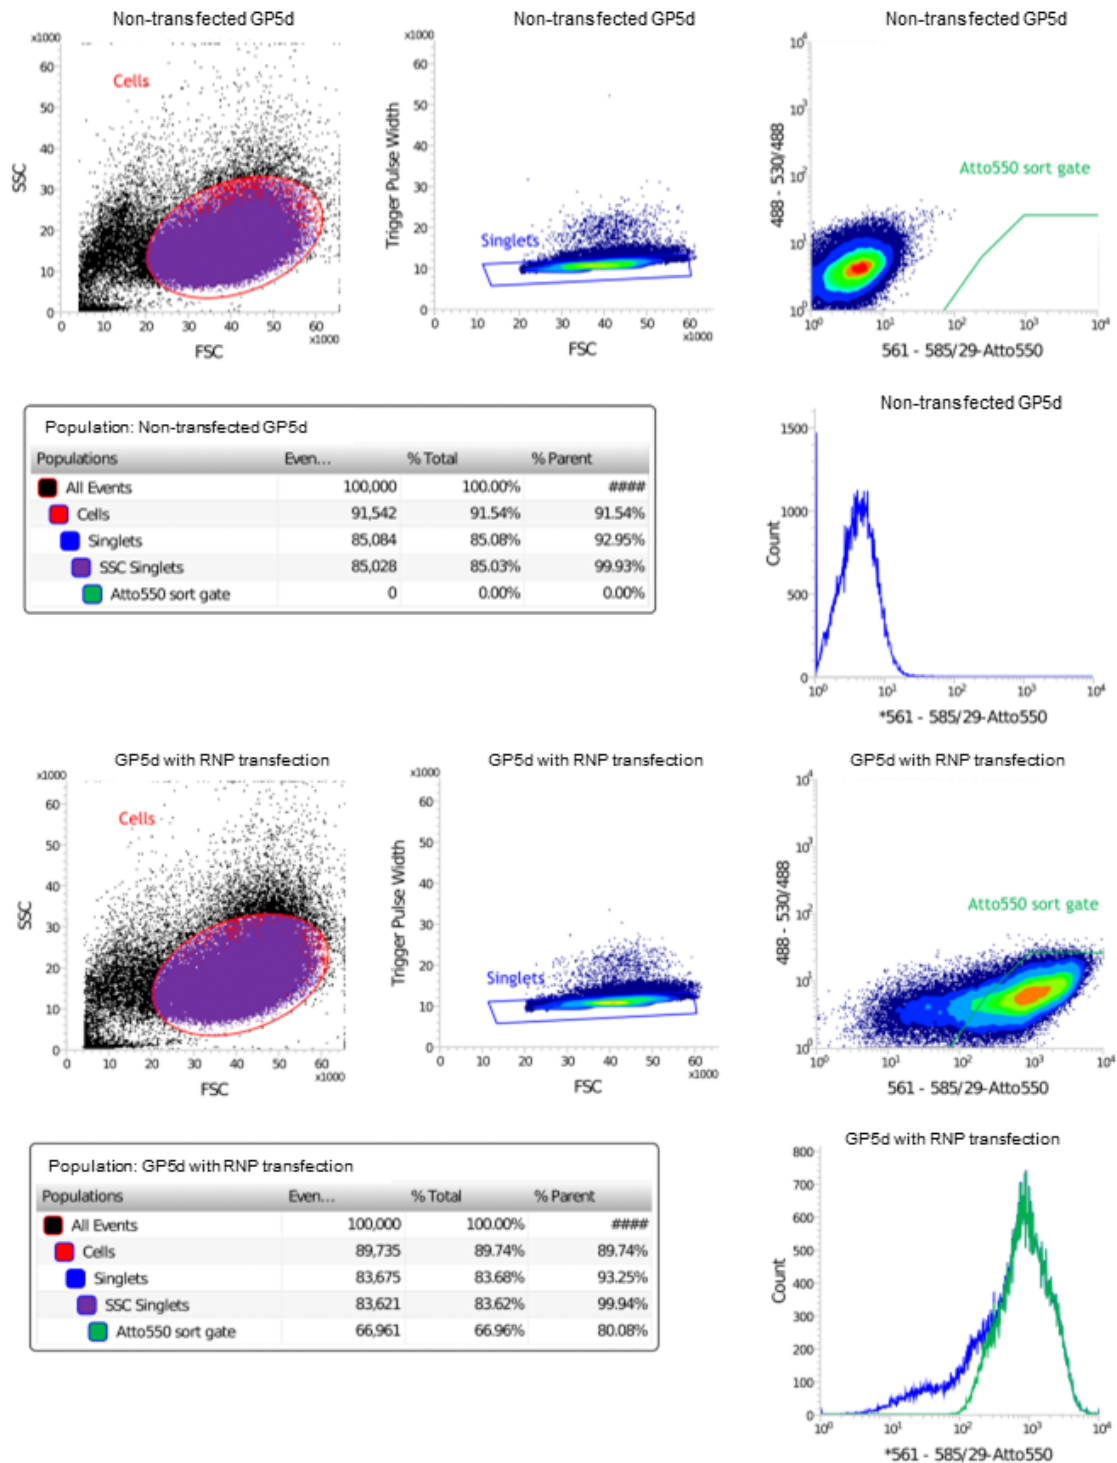 Non-transfected GP5d
x1000
60
50
40
30
20
10
0
SSC
Cells
0 10 20 30 40 50 60
x1000
FSC
Non-transfected GP5d
x1000
60
50
40
30
20
10
0
Trigger Pulse Width
Singlets
0 10 20 30 40 50 60
x1000
FSC
Non-transfected GP5d
10⁴
10³
10²
10¹
10⁰
488 - 530/488
Atto550 sort gate
10⁰ 10¹ 10² 10³ 10⁴
561 - 585/29-Atto550
Population: Non-transfected GP5d
Populations Even... % Total % Parent
All Events 100,000 100.00% ####
Cells 91,542 91.54% 91.54%
Singlets 85,084 85.08% 92.95%
SSC Singlets 85,028 85.03% 99.93%
Atto550 sort gate 0 0.00% 0.00%
Non-transfected GP5d
1500
1000
500
0
Count
10⁰ 10¹ 10² 10³ 10⁴
*561 - 585/29-Atto550
GP5d with RNP transfection
x1000
60
50
40
30
20
10
0
SSC
Cells
0 10 20 30 40 50 60
x1000
FSC
GP5d with RNP transfection
x1000
60
50
40
30
20
10
0
Trigger Pulse Width
Singlets
0 10 20 30 40 50 60
x1000
FSC
GP5d with RNP transfection
10⁴
10³
10²
10¹
10⁰
488 - 530/488
Atto550 sort gate
10⁰ 10¹ 10² 10³ 10⁴
561 - 585/29-Atto550
Population: GP5d with RNP transfection
Populations Even... % Total % Parent
All Events 100,000 100.00% ####
Cells 89,735 89.74% 89.74%
Singlets 83,675 83.68% 93.25%
SSC Singlets 83,621 83.62% 99.94%
Atto550 sort gate 66,961 66.96% 80.08%
GP5d with RNP transfection
800
700
600
500
400
300
200
100
0
Count
10⁰ 10¹ 10² 10³ 10⁴
*561 - 585/29-Atto550